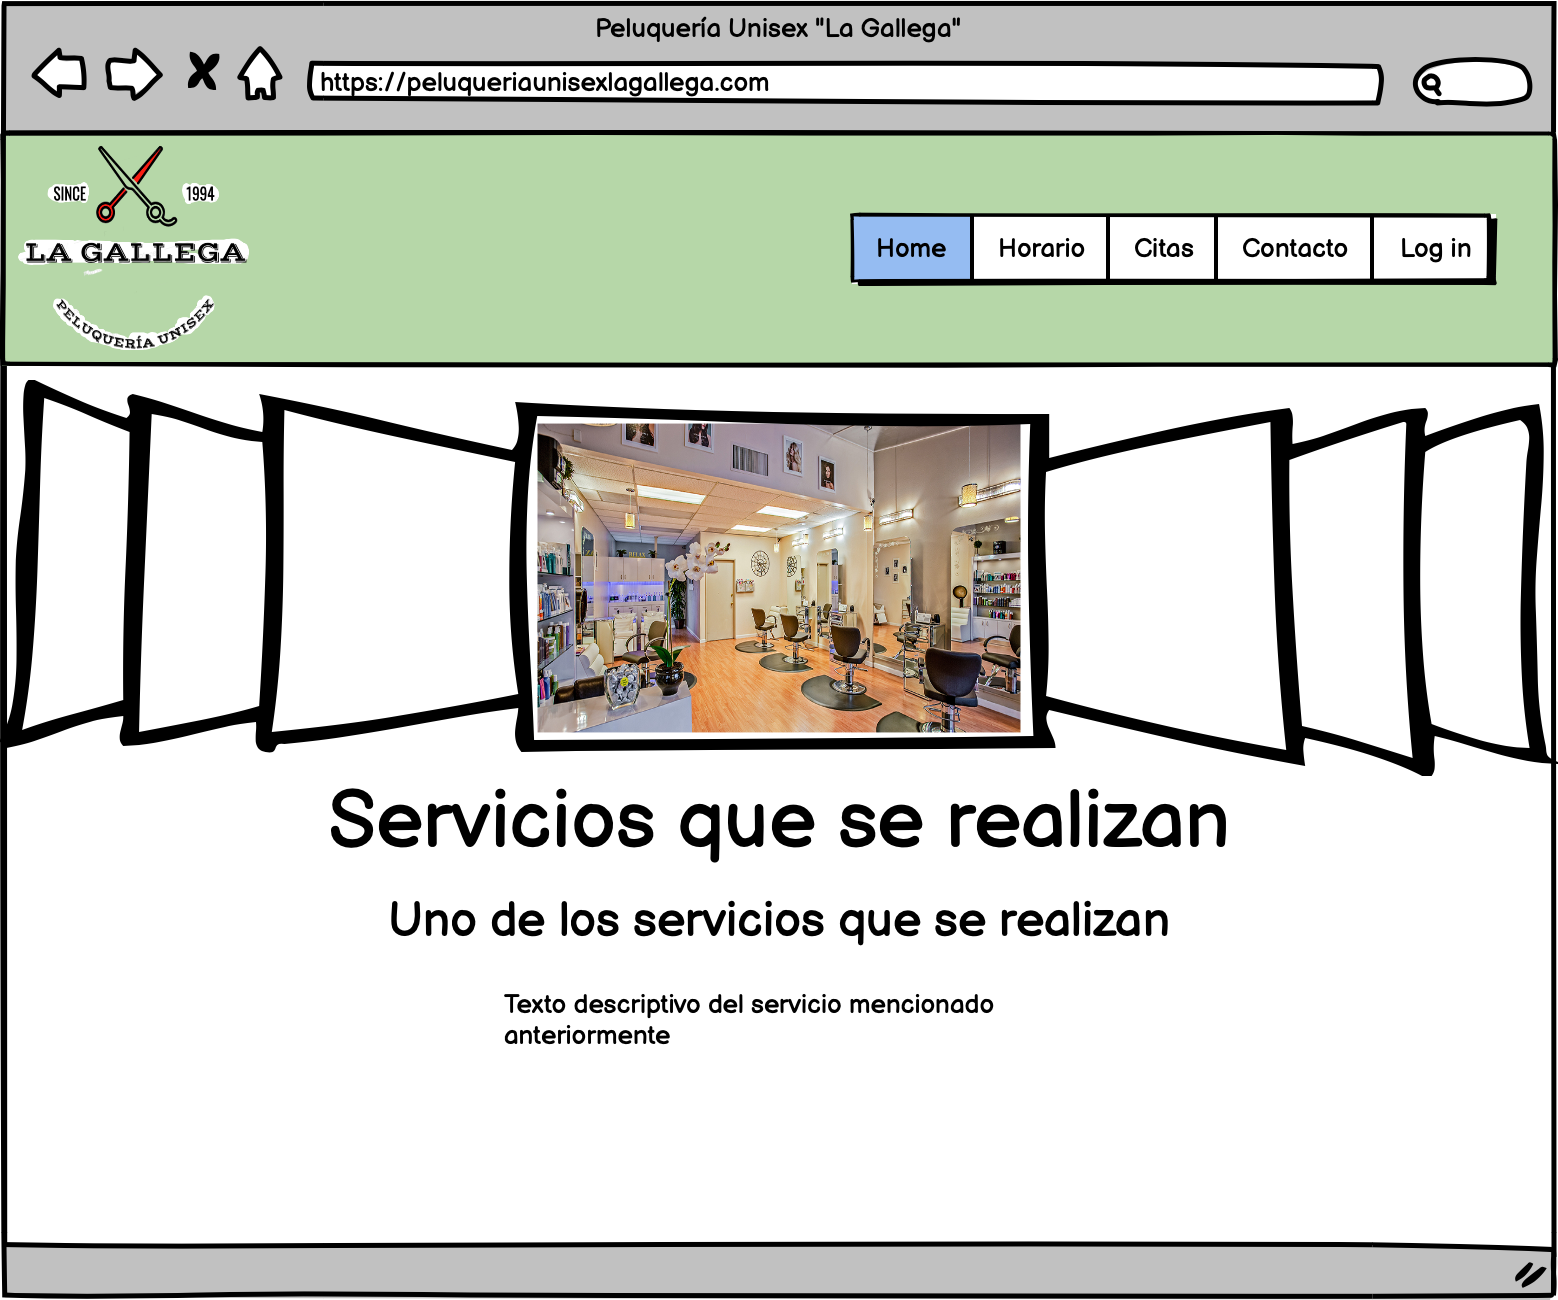 Peluquería Unisex "La Gallega"
https://peluqueriaunisexlagallega.com
SINCE 1994
LA GALLEGA
PELUQUERÍA UNISEX
Home Horario Citas Contacto Log in
Servicios que se realizan
Uno de los servicios que se realizan
Texto descriptivo del servicio mencionado
anteriormente